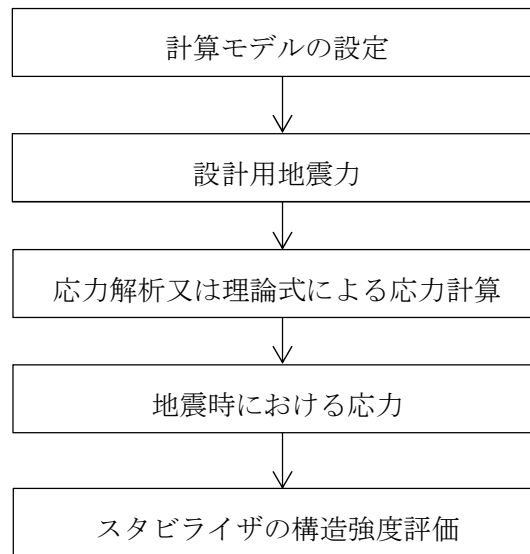 計算モデルの設定
設計用地震力
応力解析又は理論式による応力計算
地震時における応力
スタビライザの構造強度評価